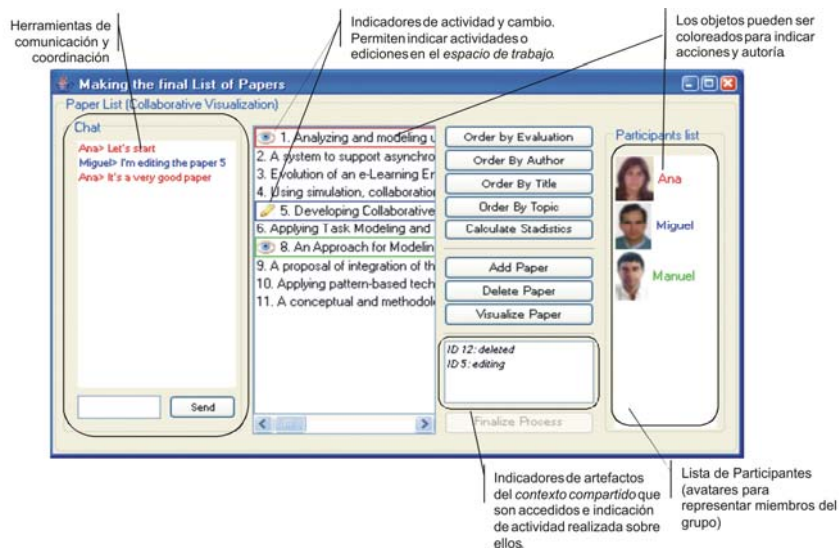 Herramientas de
comunicación y
coordinación
Indicadores de actividad y cambio.
Permiten indicar actividades o
ediciones en el espacio de trabajo.
Los objetos pueden ser
coloreados para indicar
acciones y autoría.
Making the final List of Papers
Paper List (Collaborative Visualization)
Chat
Ana> Let's start
Miguel> I'm editing the paper 5
Ana> It's a very good paper
Send
1. Analyzing and modeling u
2. A system to support asynchro
3. Evolution of an e-Learning Er
4. Using simulation, collaboration
5. Developing Collaborative
6. Applying Task Modeling and
8. An Approach for Modelin
9. A proposal of integration of th
10. Applying pattern-based tech
11. A conceptual and methodol
Order by Evaluation
Order By Author
Order By Title
Order By Topic
Calculate Stadistics
Add Paper
Delete Paper
Visualize Paper
ID 12: deleted
ID 5: editing
Finalize Process
Participants list
Ana
Miguel
Manuel
Indicadores de artefactos
del contexto compartido que
son accedidos e indicación
de actividad realizada sobre
ellos.
Lista de Participantes
(avatares para
representar miembros del
grupo)